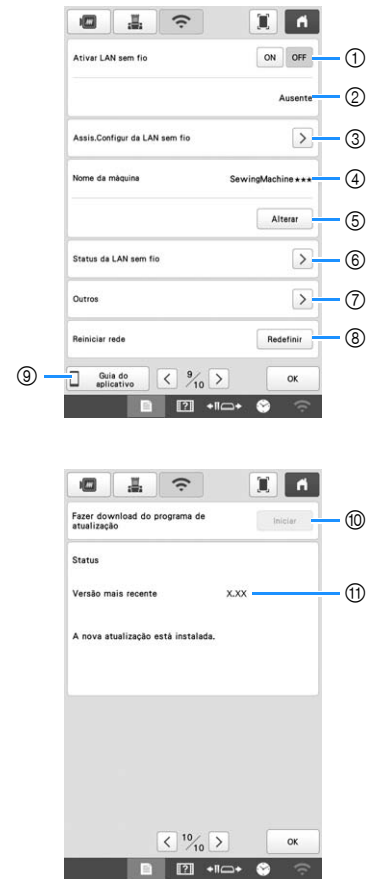 Ativar LAN sem fio ON OFF ①
Ausente ②
Assis.Configur da LAN sem fio > ③
Nome da máquina SewingMachine★★★ ④
Alterar ⑤
Status da LAN sem fio > ⑥
Outros > ⑦
Reiniciar rede Redefinir ⑧
⑨ Guia do
aplicativo < 9/10 > OK
Fazer download do programa de
atualização Iniciar ⑩
Status
Versão mais recente X.XX ⑪
A nova atualização está instalada.
< 10/10 > OK